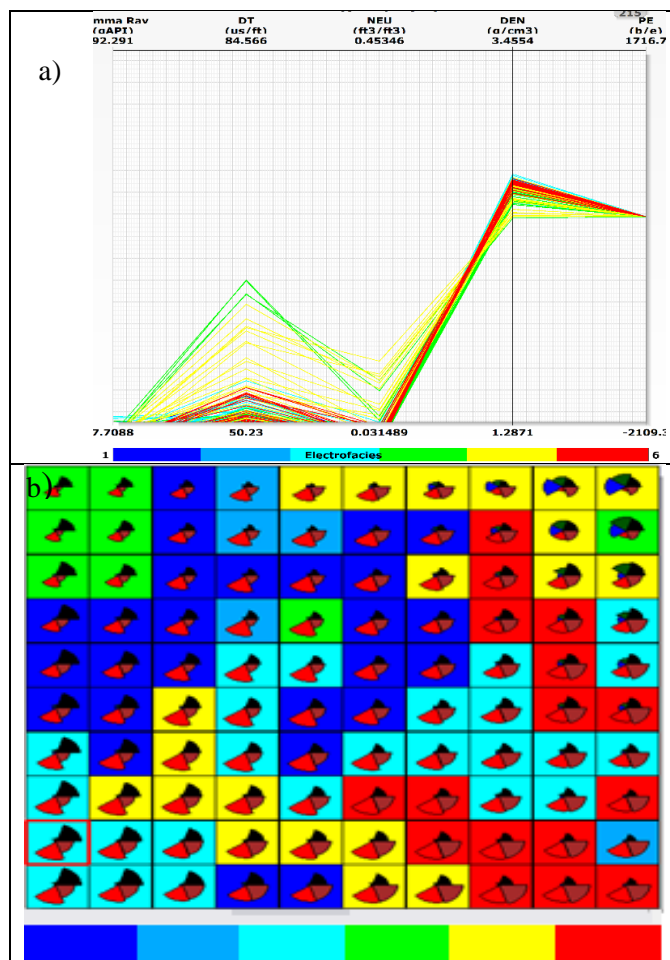 215
mma Ray DT NEU DEN PE
(gAPI) (us/ft) (ft3/ft3) (g/cm3) (b/e)
92.291 84.566 0.45346 3.4554 1716.7
a)
7.7088 50.23 0.031489 1.2871 -2109.3
1 Electrofacies 6
b)